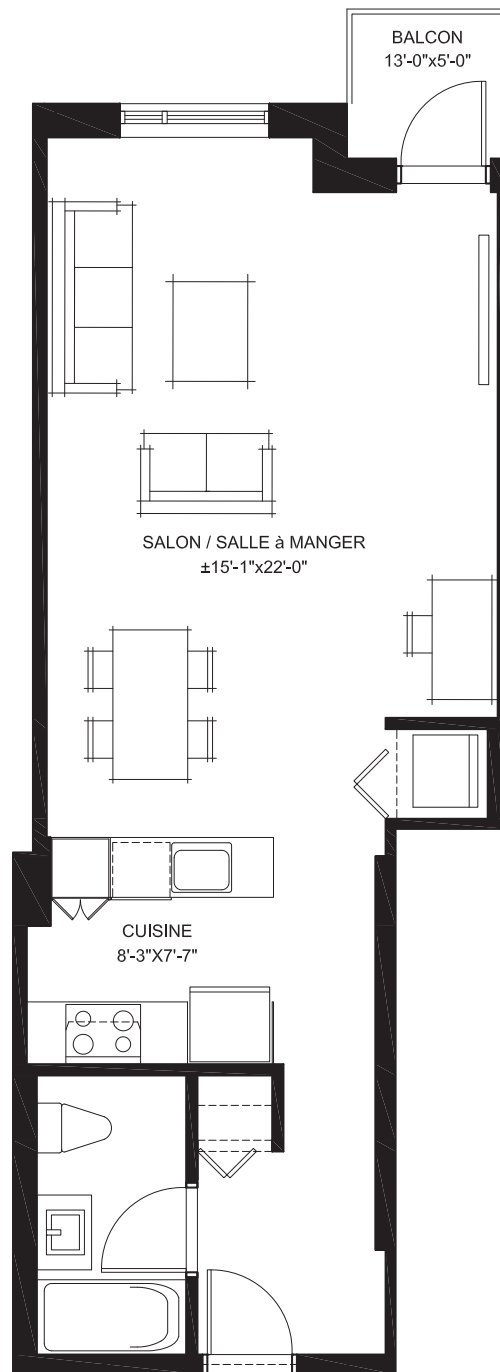 BALCON
13'-0"x5'-0"
SALON / SALLE à MANGER
±15'-1"x22'-0"
CUISINE
8'-3"X7'-7"